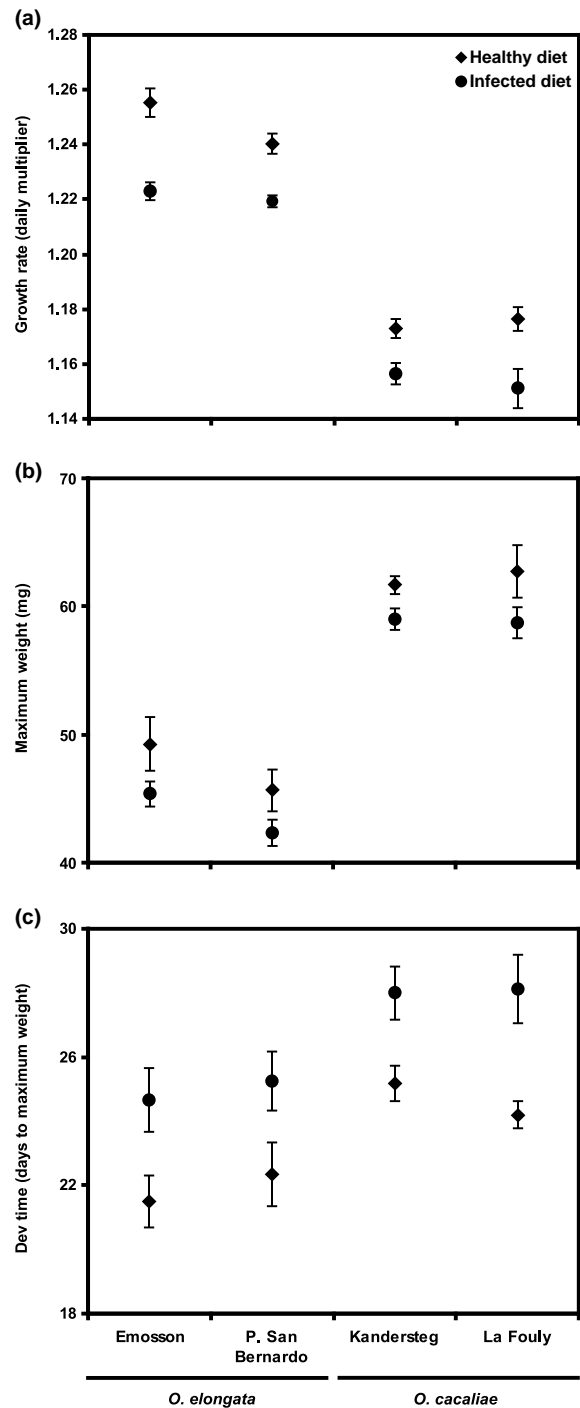 (a)
1.28
1.26
1.24
1.22
1.20
1.18
1.16
1.14
Growth rate (daily multiplier)
Healthy diet
Infected diet
(b)
70
60
50
40
Maximum weight (mg)
(c)
30
26
22
18
Dev time (days to maximum weight)
Emosson
P. San
Bernardo
Kandersteg
La Fouly
O. elongata
O. cacaliae